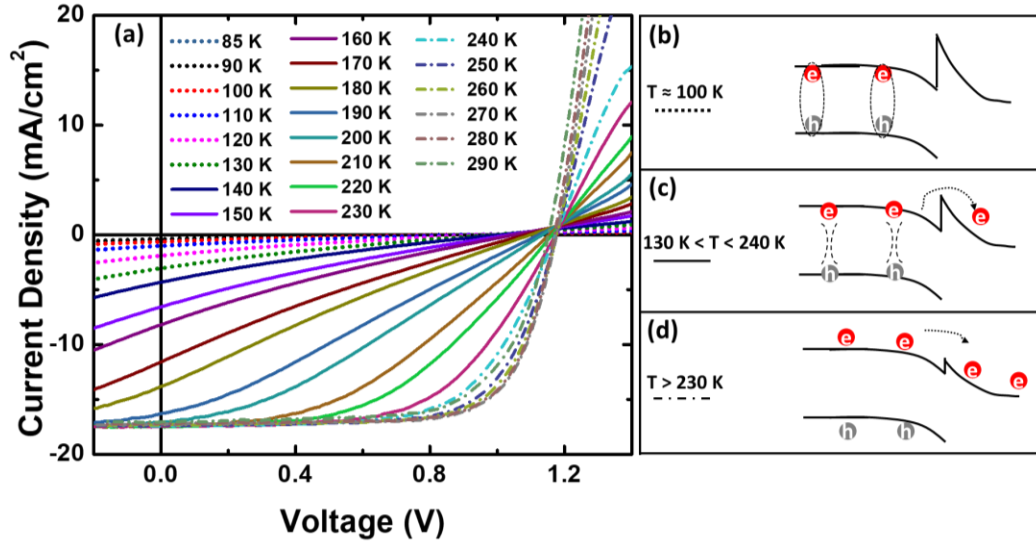 (a)
85 K
90 K
100 K
110 K
120 K
130 K
140 K
150 K
160 K
170 K
180 K
190 K
200 K
210 K
220 K
230 K
240 K
250 K
260 K
270 K
280 K
290 K
20
10
0
-10
-20
0.0
0.4
0.8
1.2
Current Density (mA/cm²)
Voltage (V)
(b)
T ≈ 100 K
e
e
h
h
(c)
130 K < T < 240 K
e
e
e
h
h
(d)
T > 230 K
e
e
e
e
h
h